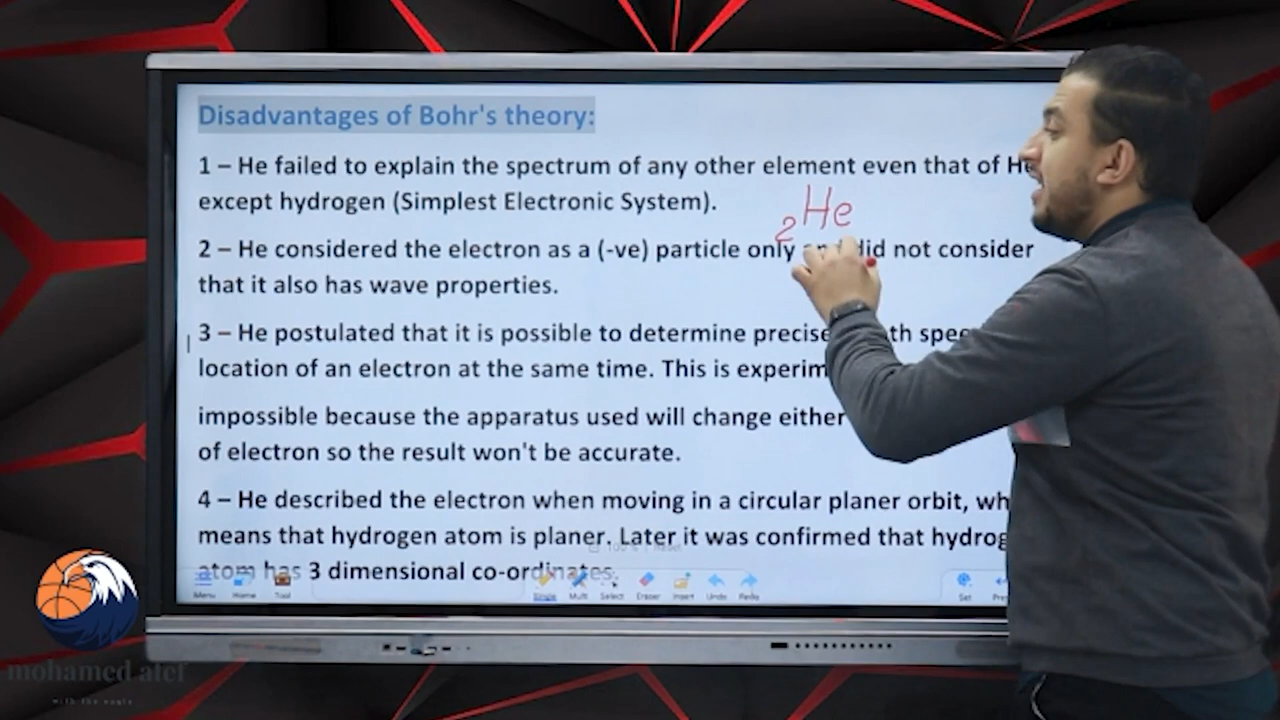 Disadvantages of Bohr's theory:
1 – He failed to explain the spectrum of any other element even that of He
except hydrogen (Simplest Electronic System).
2He
2 – He considered the electron as a (-ve) particle only did not consider
that it also has wave properties.
3 – He postulated that it is possible to determine
location of an electron at the same time. This is
impossible because the apparatus used will change either
of electron so the result won't be accurate.
4 – He described the electron when moving in a circular planer orbit,
means that hydrogen atom is planer. Later it was confirmed that
atom has 3 dimensional co-ordinates.
100 % Reset
Menu Home Tool Single Multi Select Eraser Insert Undo Redo Set
mohamed atef
with the eagle